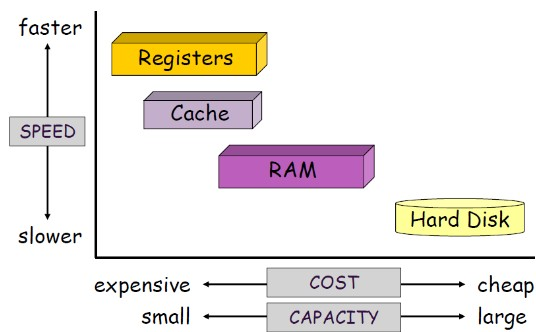 faster
Registers
Cache
SPEED
RAM
Hard Disk
slower
expensive COST cheap
small CAPACITY large